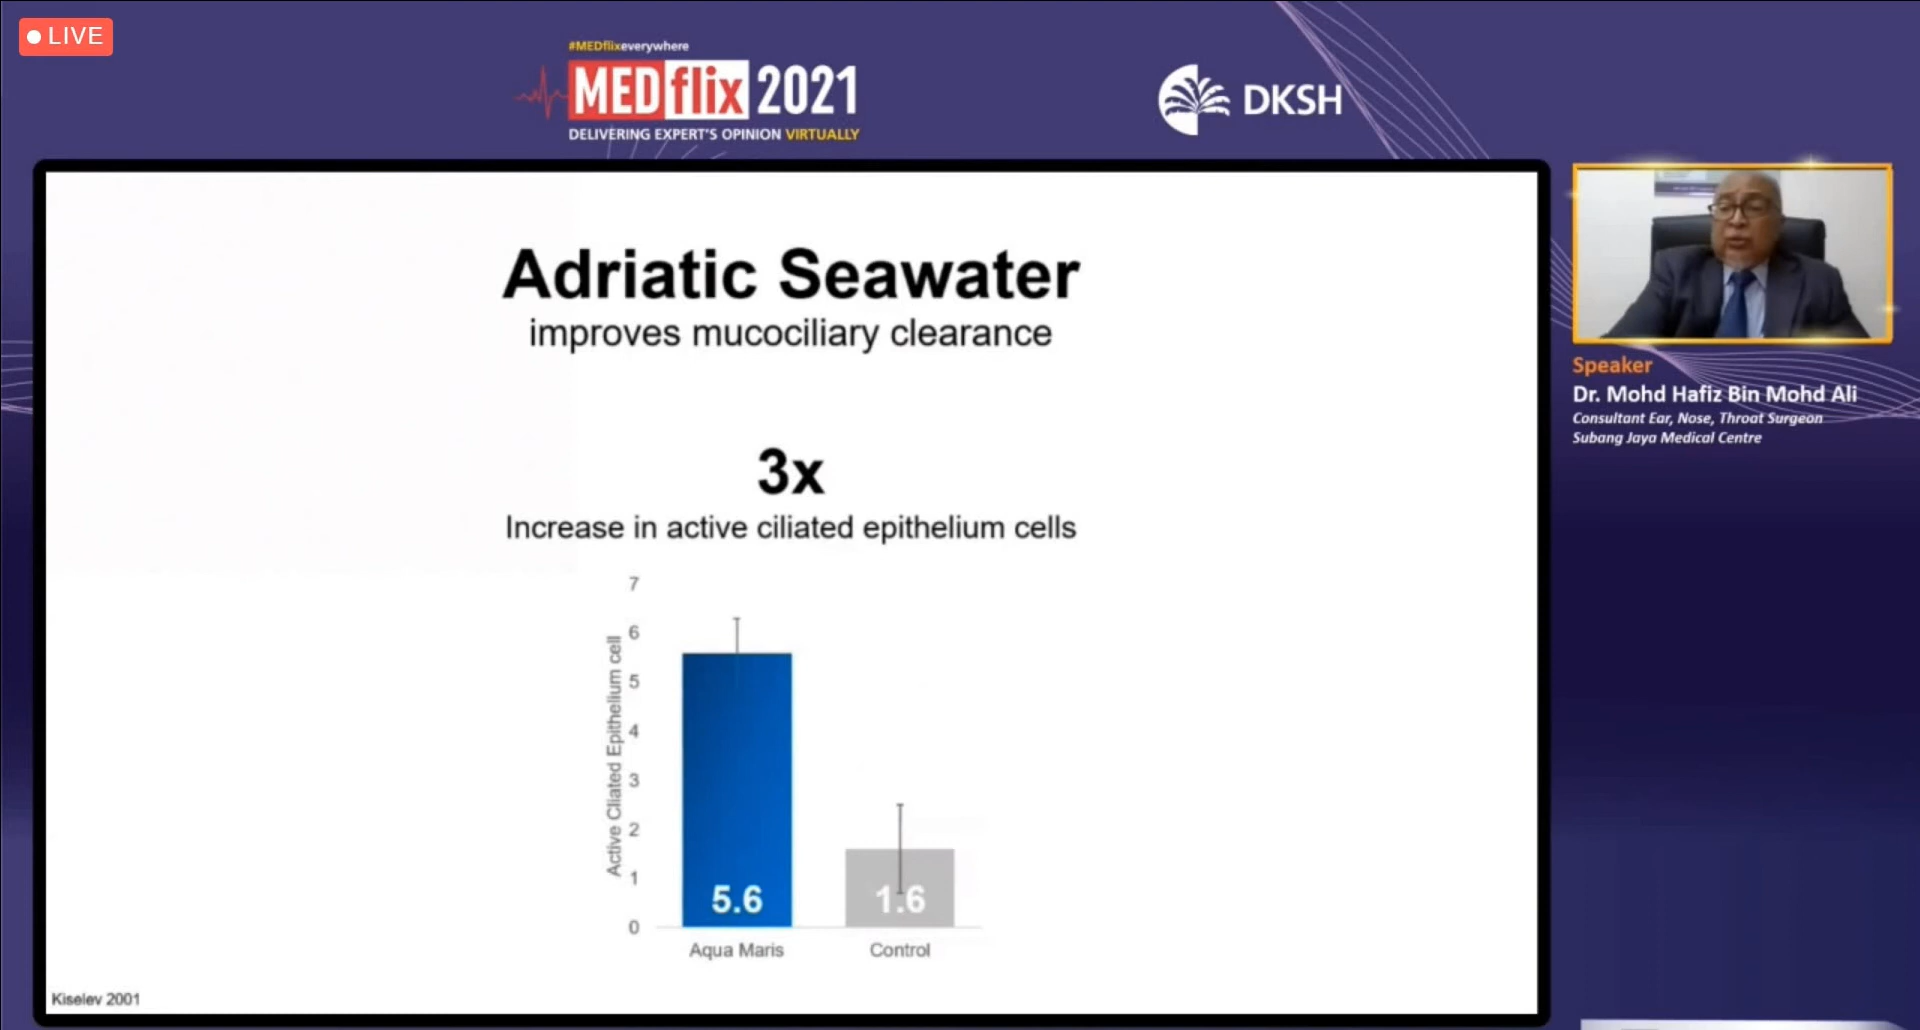 LIVE
#MEDflixeverywhere
MEDflix 2021
DELIVERING EXPERT'S OPINION VIRTUALLY
DKSH
Adriatic Seawater
improves mucociliary clearance
3x
Increase in active ciliated epithelium cells
7
6
5
4
3
2
1
0
Active Cliated Epithelium cell
5.6
1.6
Aqua Maris
Control
Kiselev 2001
Speaker
Dr. Mohd Hafiz Bin Mohd Ali
Consultant Ear, Nose, Throat Surgeon
Subang Jaya Medical Centre